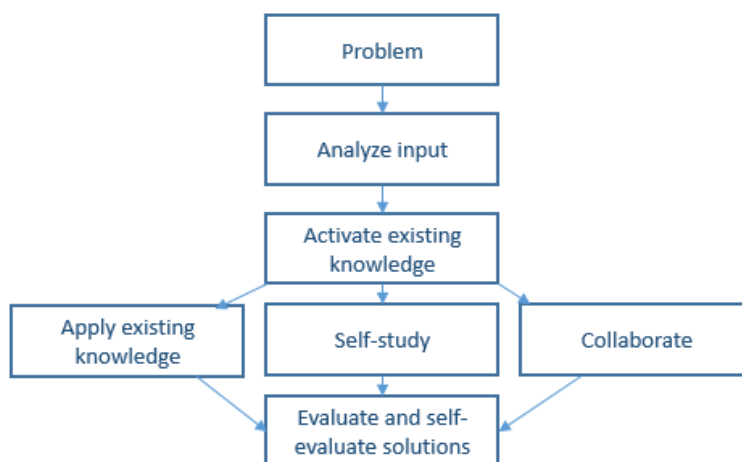 Problem
Analyze input
Activate existing
knowledge
Apply existing
knowledge
Self-study
Collaborate
Evaluate and self-
evaluate solutions